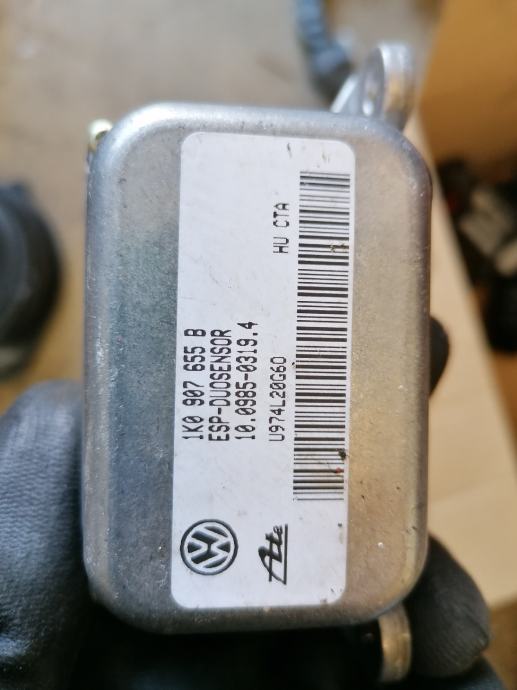 1K0 907 655 B
ESP-DUOSENSOR
10.0985-0319.4
U974L20G60 HU CTA
Ate